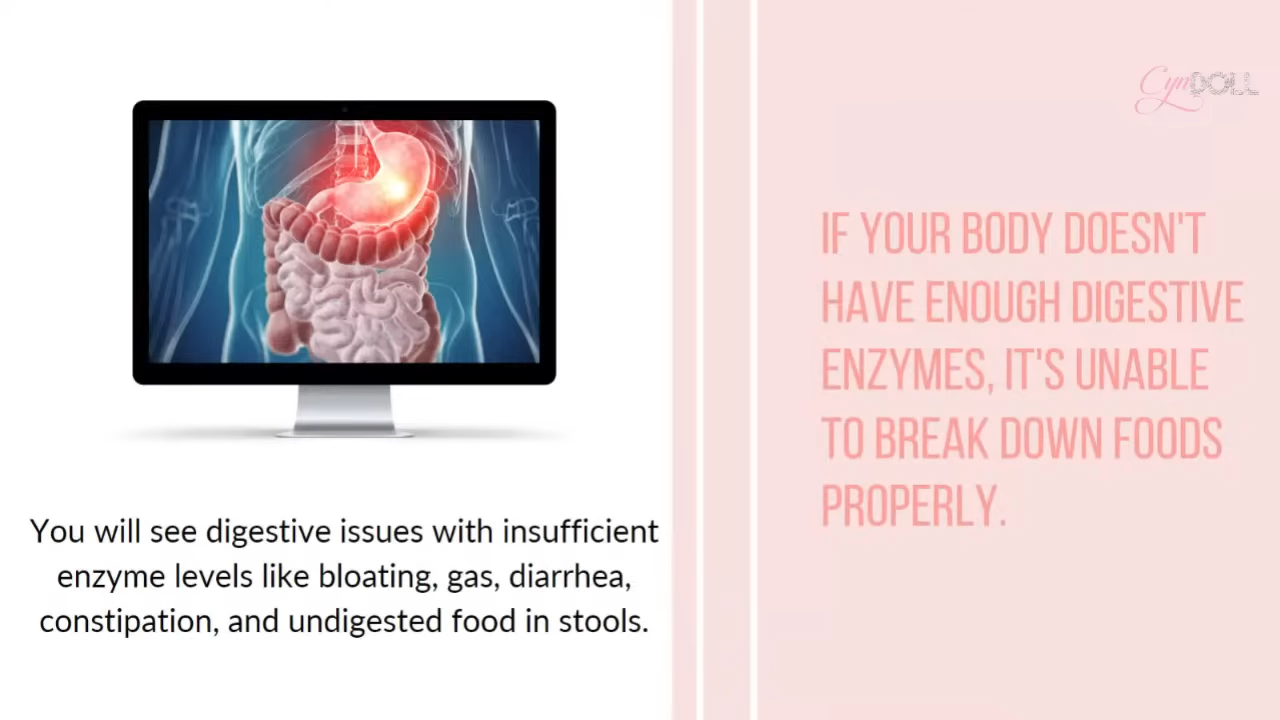 CynDOLL
IF YOUR BODY DOESN'T
HAVE ENOUGH DIGESTIVE
ENZYMES, IT'S UNABLE
TO BREAK DOWN FOODS
PROPERLY.
You will see digestive issues with insufficient
enzyme levels like bloating, gas, diarrhea,
constipation, and undigested food in stools.